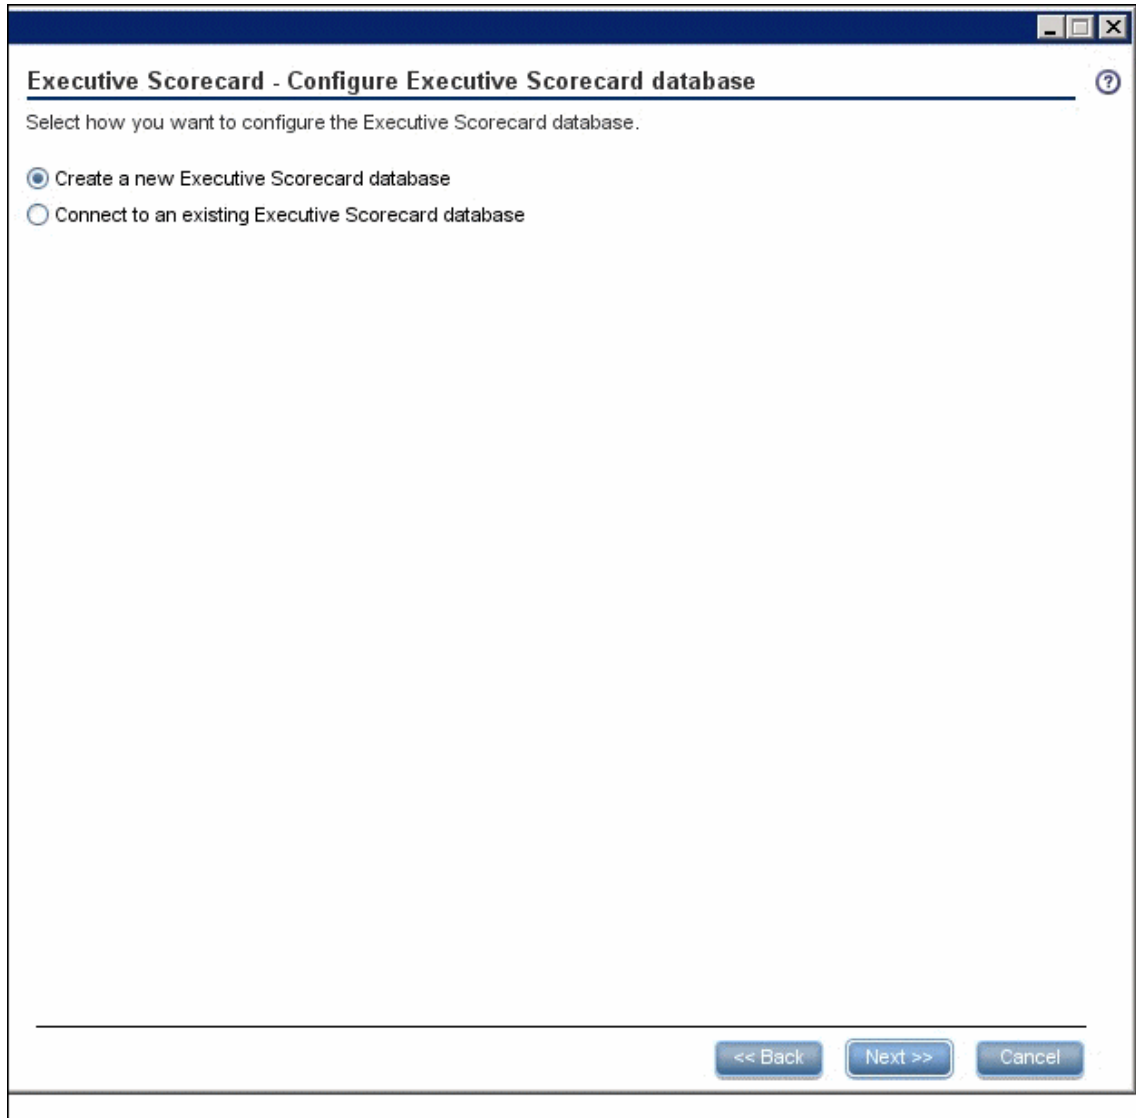 Executive Scorecard - Configure Executive Scorecard database
?
Select how you want to configure the Executive Scorecard database.
Create a new Executive Scorecard database
Connect to an existing Executive Scorecard database
<< Back
Next >>
Cancel